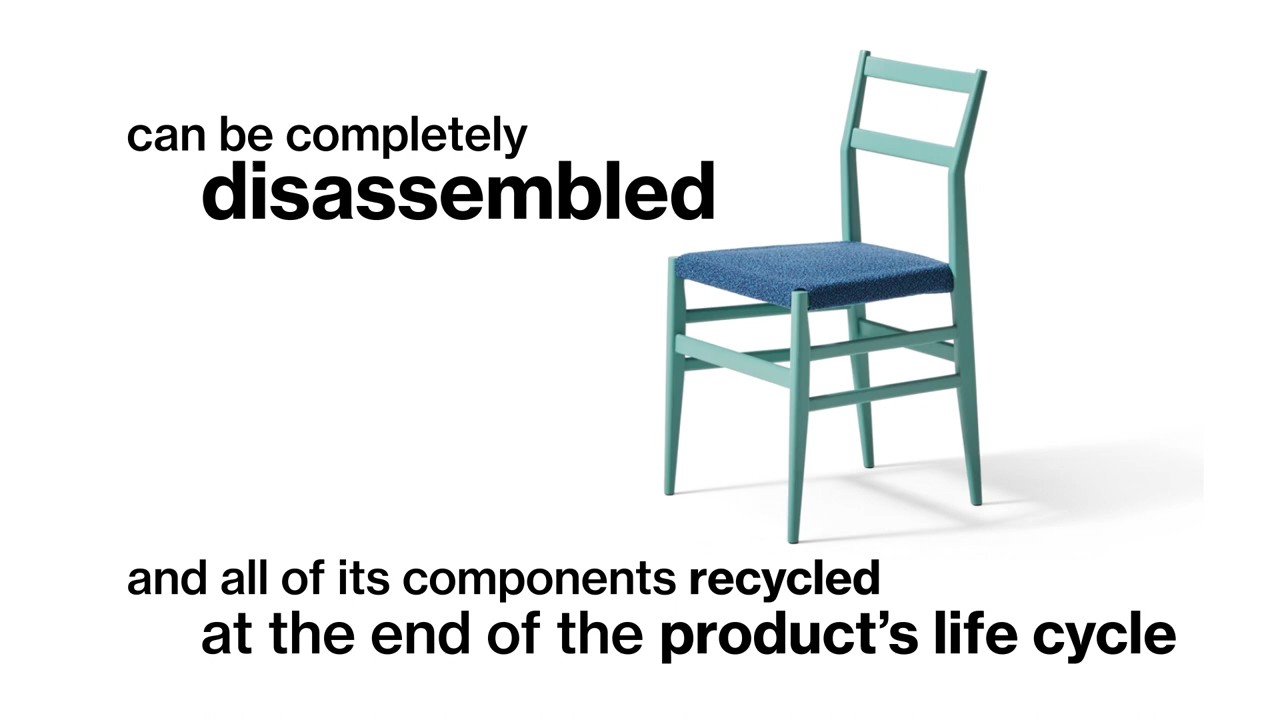 can be completely
disassembled
and all of its components recycled
at the end of the product’s life cycle